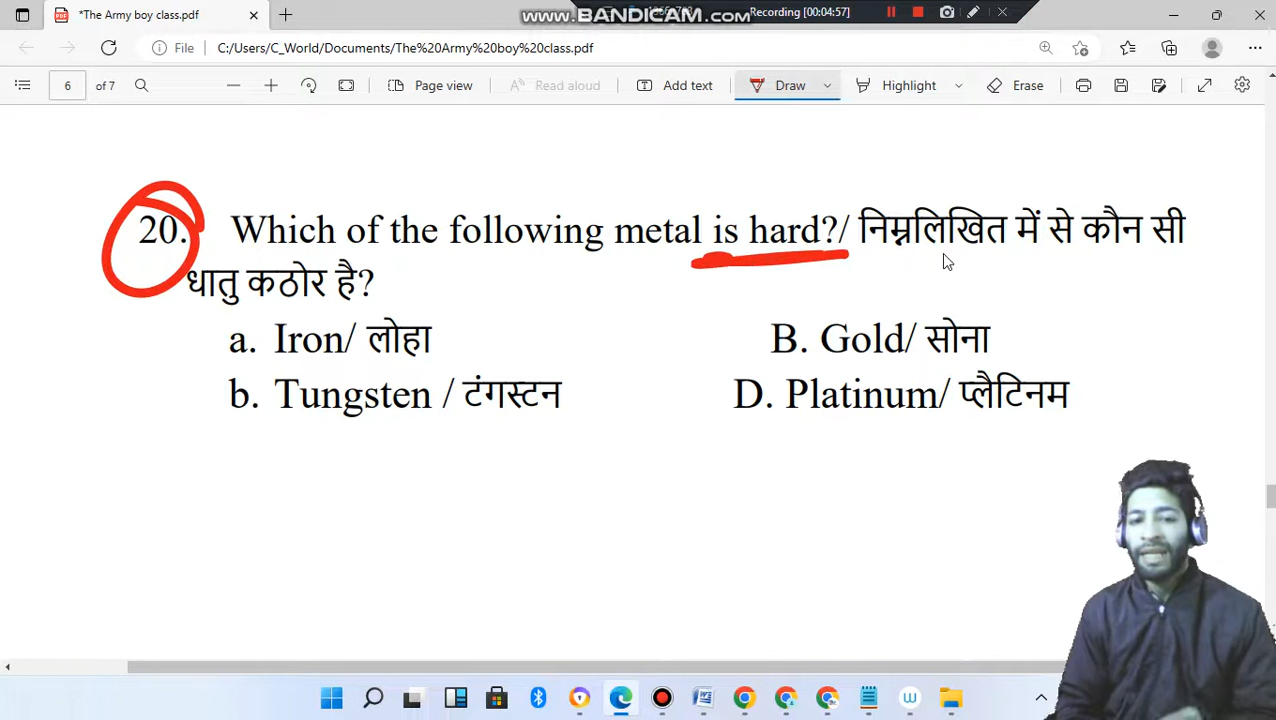 *The Army boy class.pdf
www.BANDICAM.com
Recording [00:04:57]
File C:/Users/C_World/Documents/The%20Army%20boy%20class.pdf
6 of 7
Page view
Read aloud
Add text
Draw
Highlight
Erase
20. Which of the following metal is hard?/ निम्नलिखित में से कौन सी
धातु कठोर है?
a. Iron/ लोहा B. Gold/ सोना
b. Tungsten / टंगस्टन D. Platinum/ प्लैटिनम